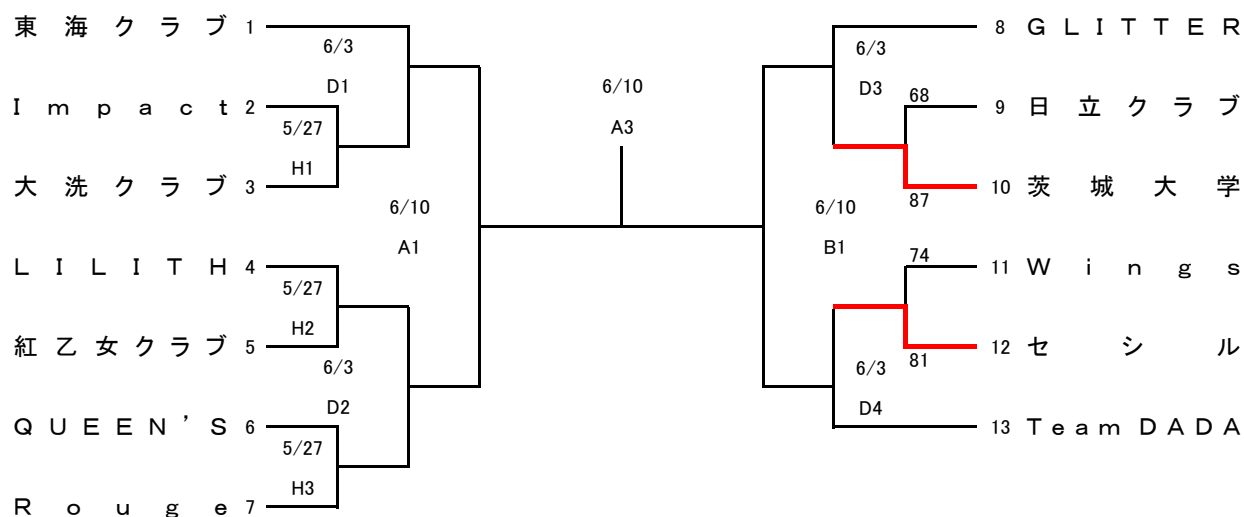 東海クラブ 1
6/3
D1
Impact 2
5/27
H1
大洗クラブ 3
6/10
A1
LILITH 4
5/27
H2
紅乙女クラブ 5
6/3
D2
QUEEN'S 6
5/27
H3
Rouge 7
6/10
A3
8 GLITTER
6/3
D3
68
9 日立クラブ
10 茨城大学
87
6/10
B1
74
11 Wings
12 セシル
81
6/3
D4
13 Team DADA